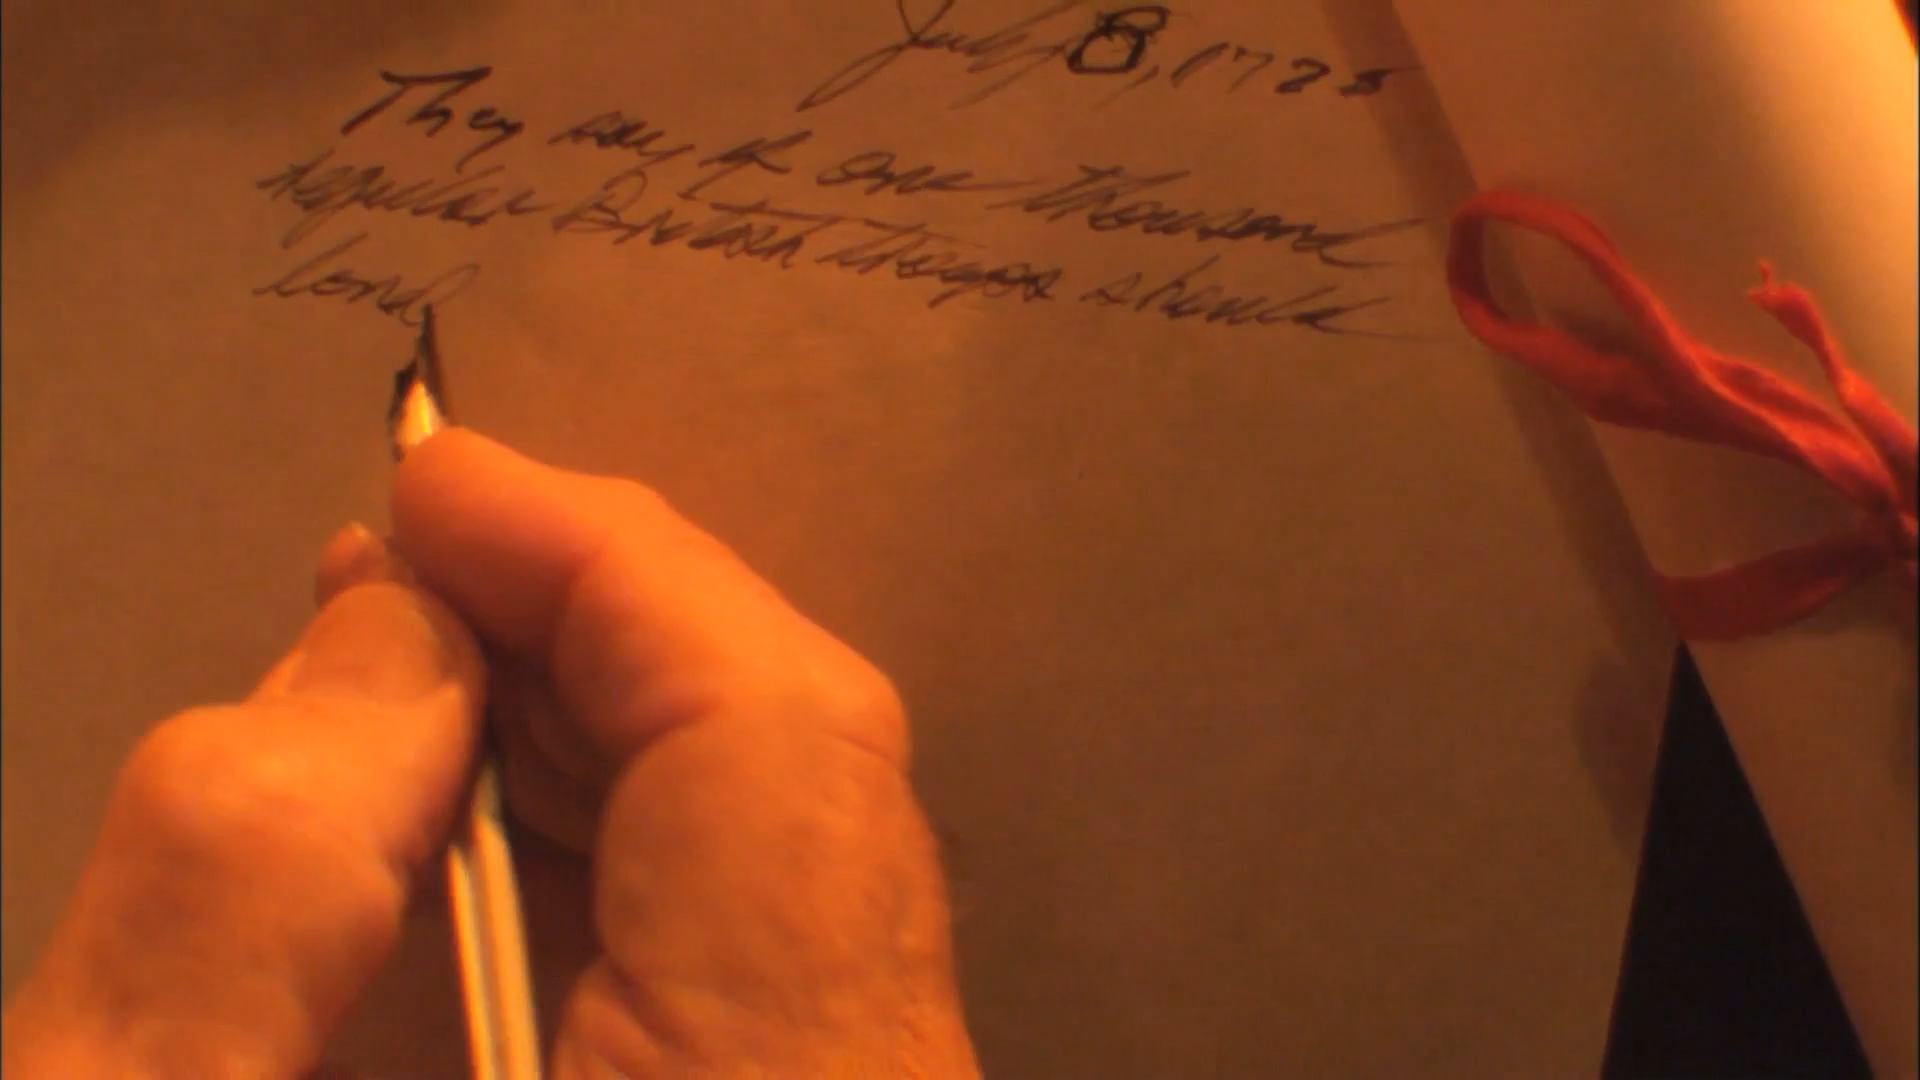 July 8, 1775
They say if one thousand
regular British troops should
land